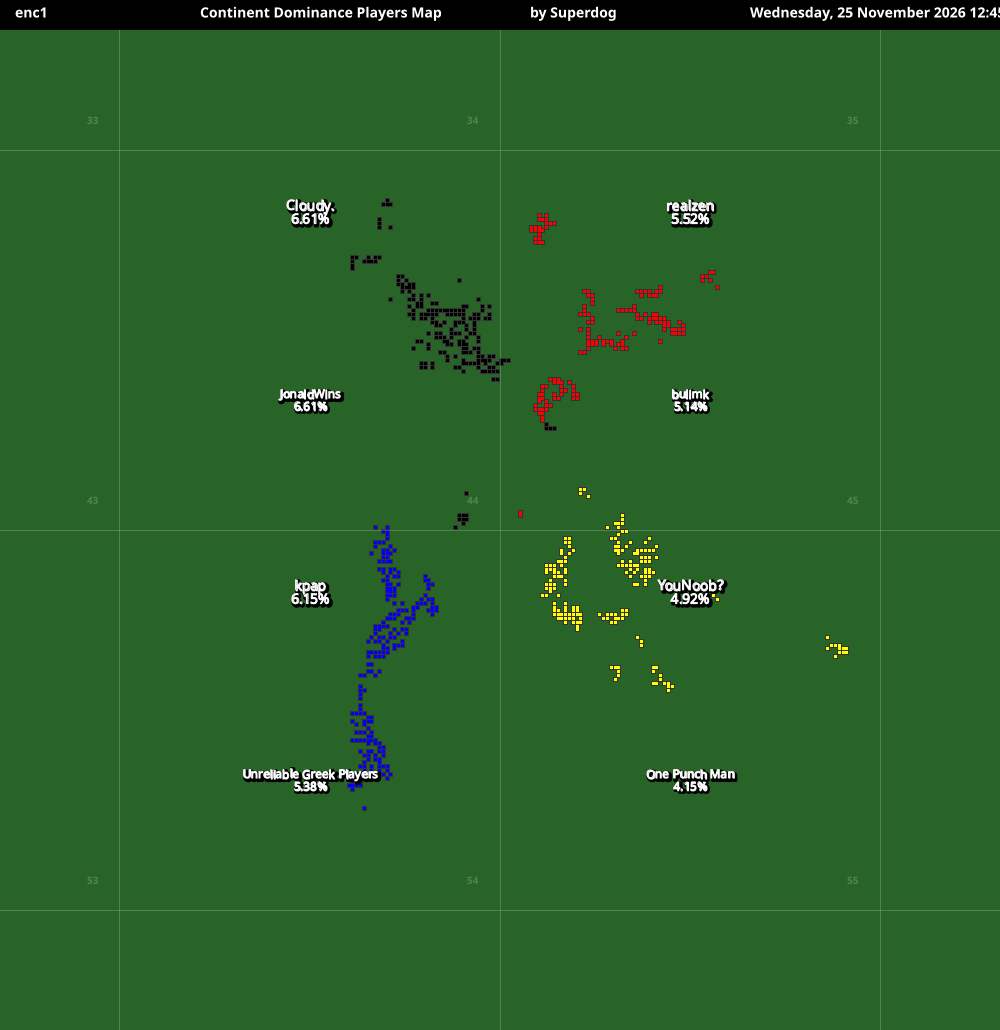 enc1 Continent Dominance Players Map by Superdog Wednesday, 25 November 2026 12:45
33 34 35
Cloudy. realzen
6.61% 5.52%
JonaldWins bullmk
6.61% 5.14%
43 44 45
kpap YouNoob?
6.15% 4.92%
Unreliable Greek Players One Punch Man
5.38% 4.15%
53 54 55